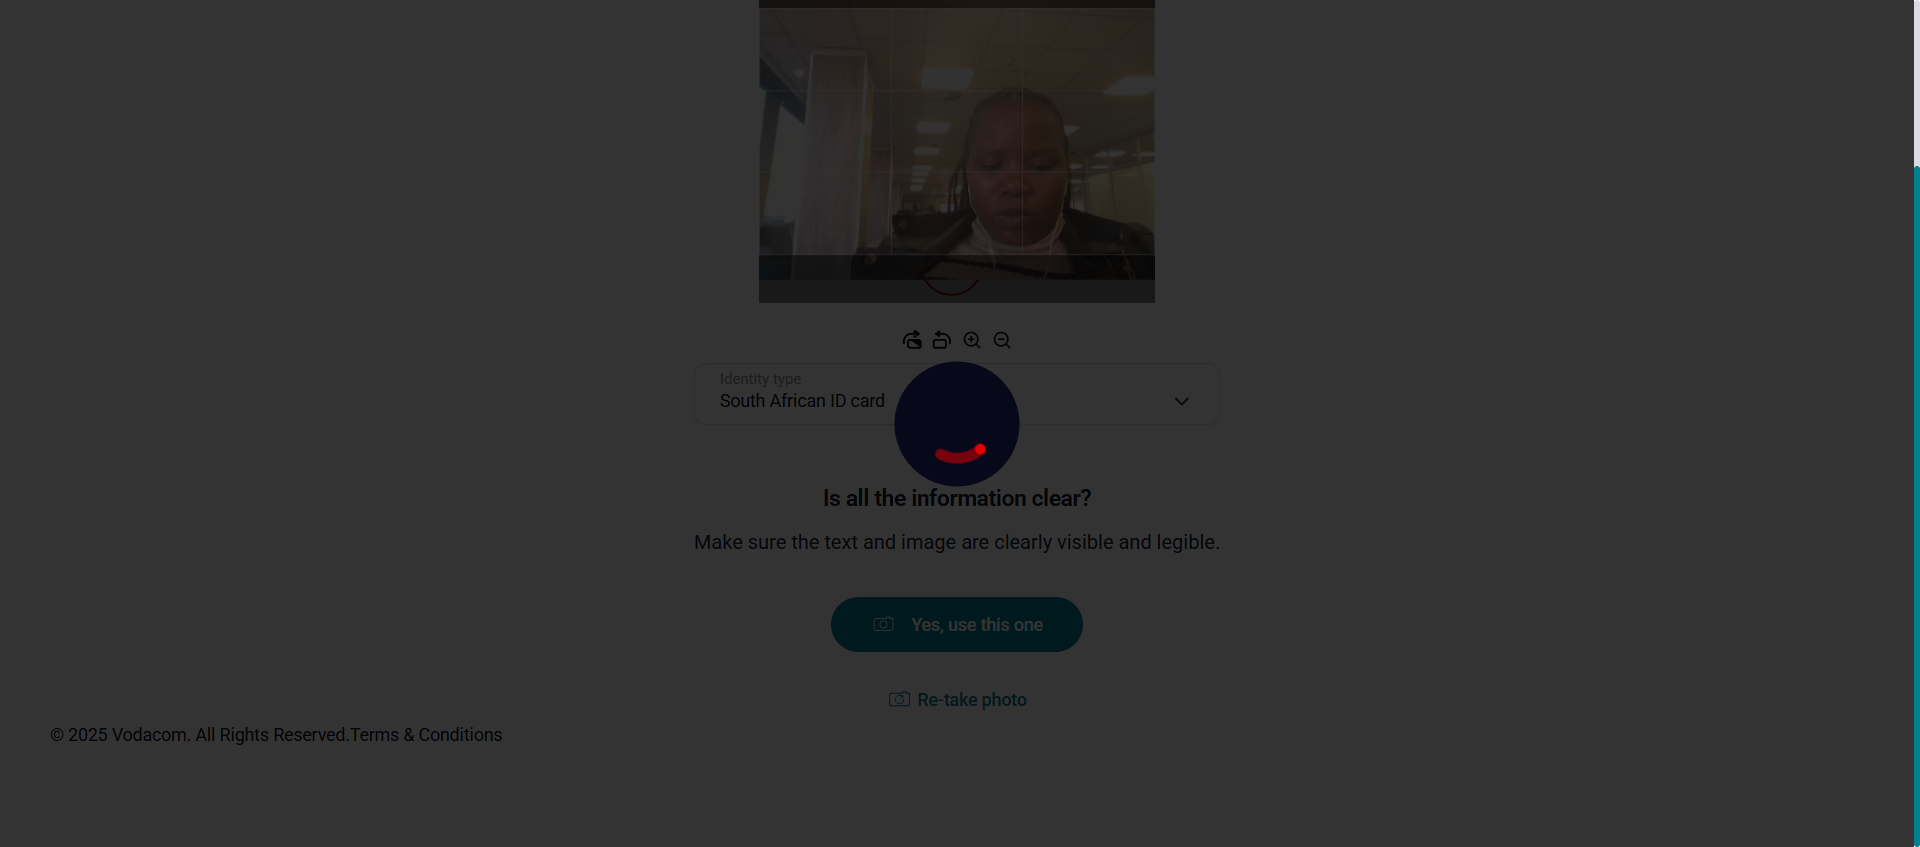 Identity type
South African ID card
Is all the information clear?
Make sure the text and image are clearly visible and legible.
Yes, use this one
Re-take photo
© 2025 Vodacom. All Rights Reserved.Terms & Conditions